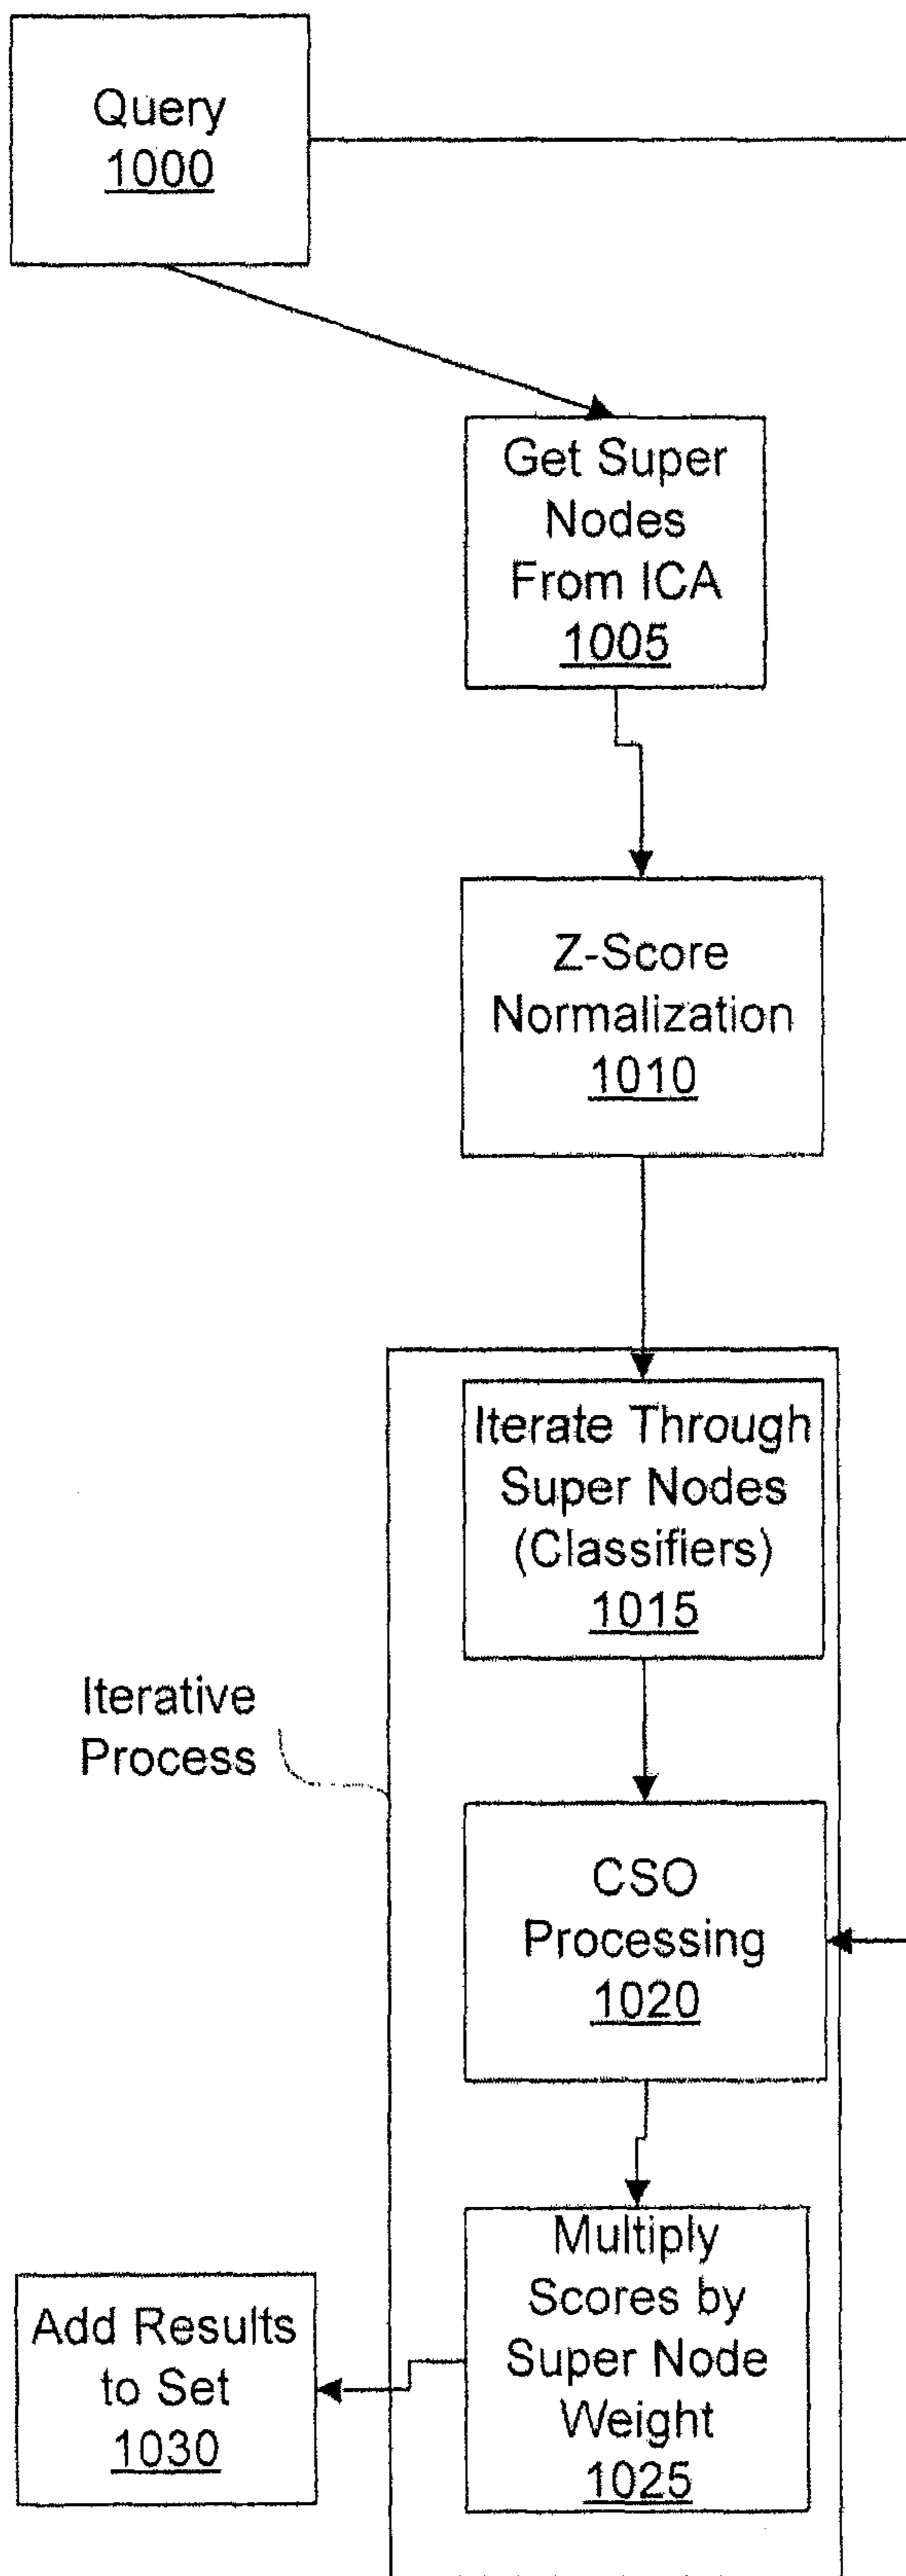 Query
1000
Get Super
Nodes
From ICA
1005
Z-Score
Normalization
1010
Iterate Through
Super Nodes
(Classifiers)
1015
Iterative
Process
CSO
Processing
1020
Multiply
Scores by
Super Node
Weight
1025
Add Results
to Set
1030